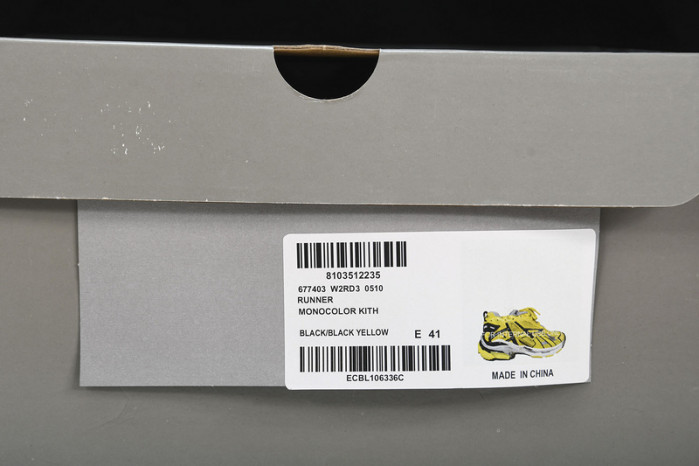 8103512235
677403 W2RD3 0510
RUNNER
MONOCOLOR KITH
BLACK/BLACK YELLOW E 41
ECBL106336C
MADE IN CHINA